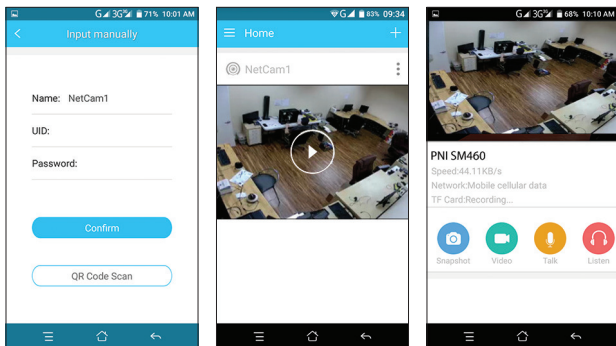 G 3G 71% 10:01 AM
Input manually
Name: NetCam1
UID:
Password:
Confirm
QR Code Scan
G 83% 09:34
Home
NetCam1
G 3G 68% 10:10 AM
PNI SM460
Speed:44.11KB/s
Network:Mobile cellular data
TF Card:Recording...
Snapshot
Video
Talk
Listen